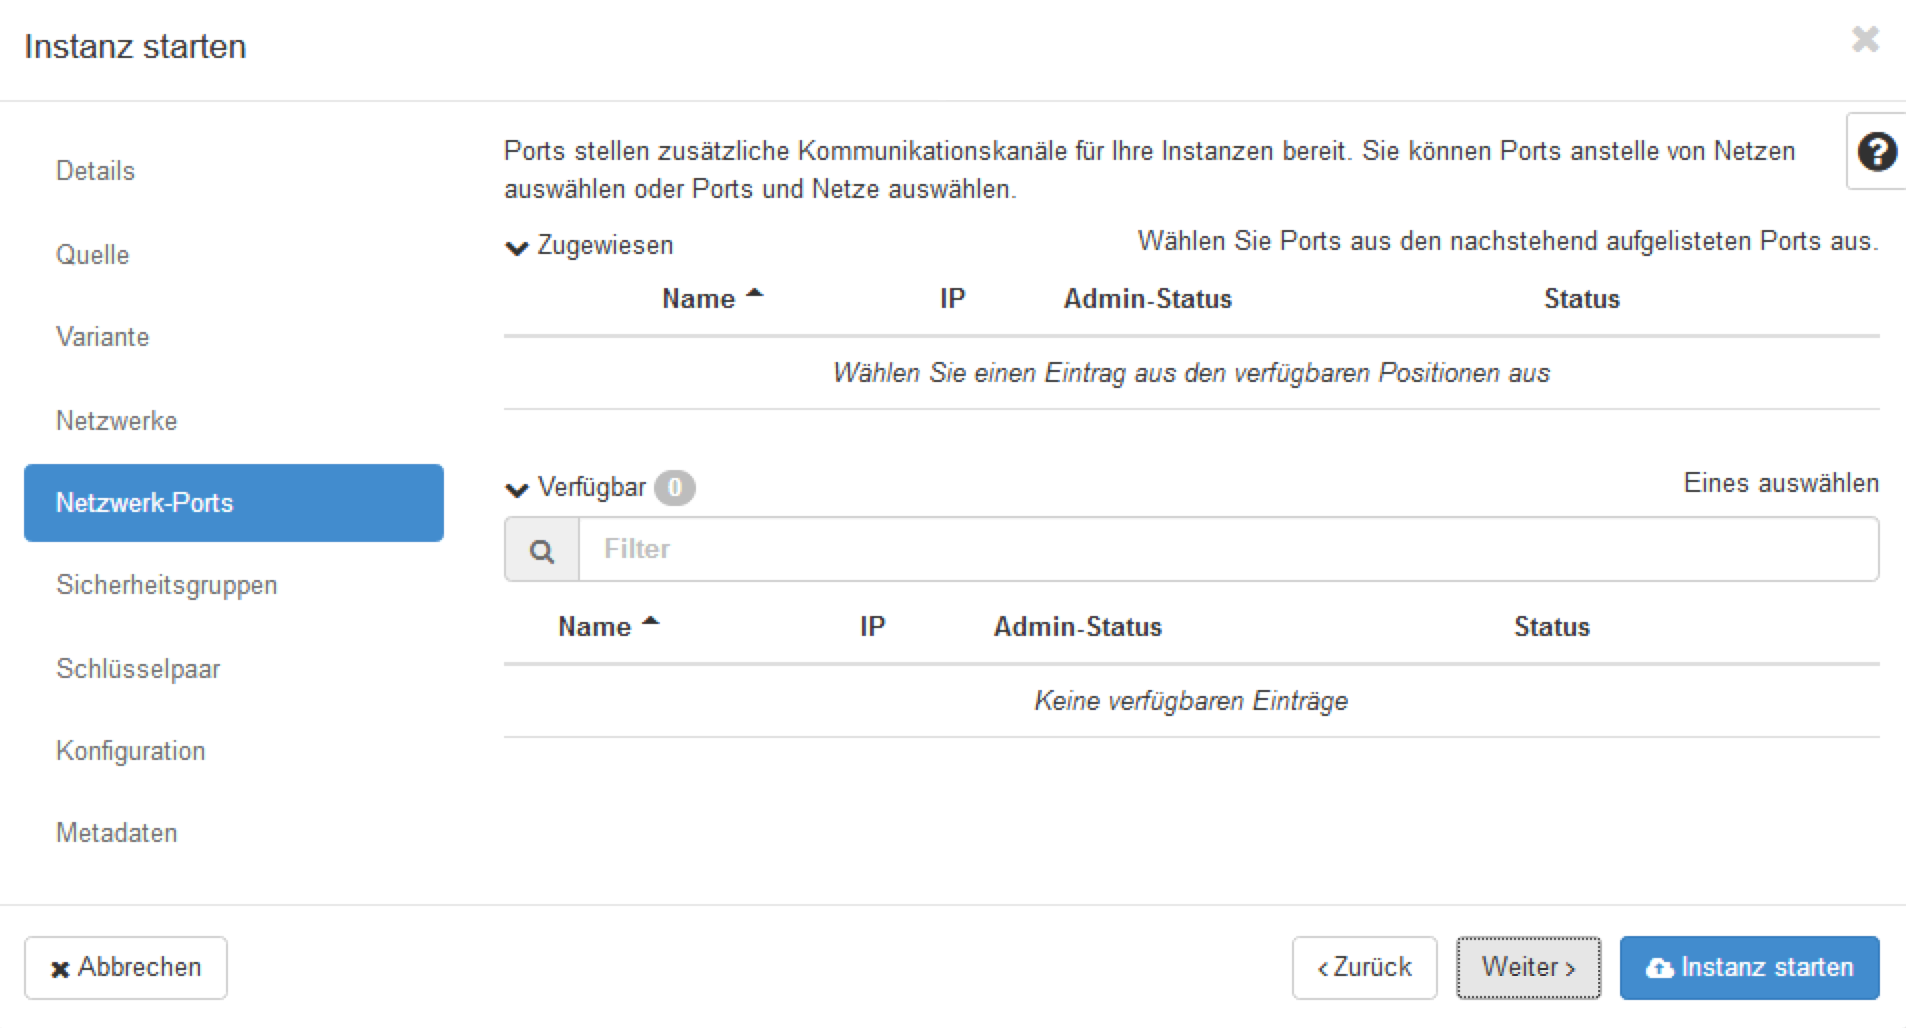 Instanz starten
Details
Quelle
Variante
Netzwerke
Netzwerk-Ports
Sicherheitsgruppen
Schlüsselpaar
Konfiguration
Metadaten
Ports stellen zusätzliche Kommunikationskanäle für Ihre Instanzen bereit. Sie können Ports anstelle von Netzen
auswählen oder Ports und Netze auswählen.
Zugewiesen Wählen Sie Ports aus den nachstehend aufgelisteten Ports aus.
Name IP Admin-Status Status
Wählen Sie einen Eintrag aus den verfügbaren Positionen aus
Verfügbar 0 Eines auswählen
Filter
Name IP Admin-Status Status
Keine verfügbaren Einträge
Abbrechen ‹ Zurück Weiter › Instanz starten